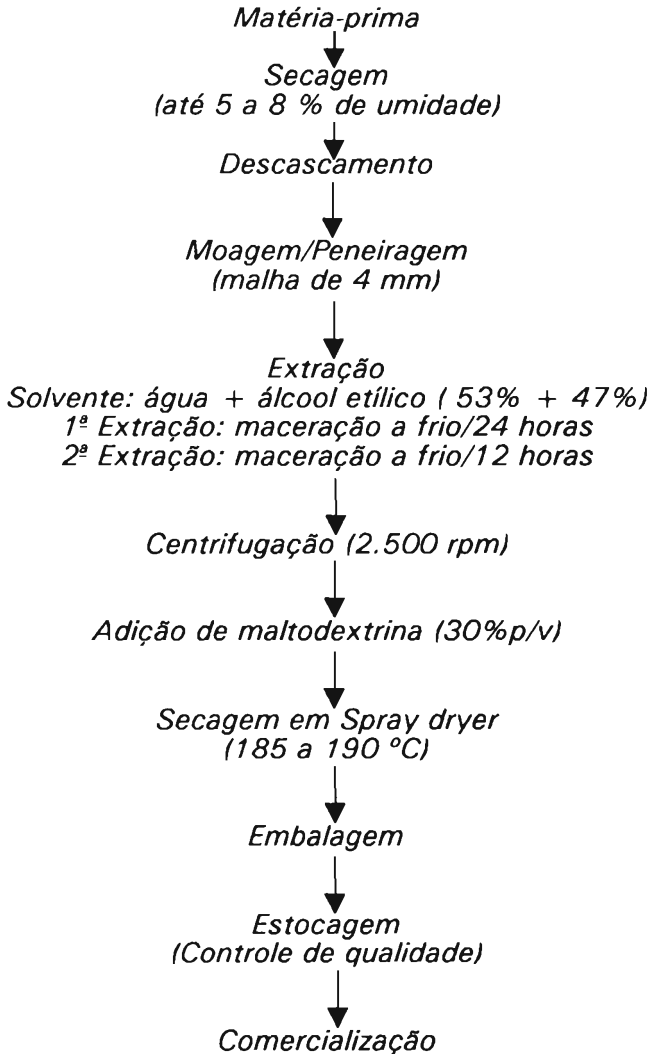 Matéria-prima
Secagem
(até 5 a 8 % de umidade)
Descascamento
Moagem/Peneiragem
(malha de 4 mm)
Extração
Solvente: água + álcool etílico ( 53% + 47%)
1ª Extração: maceração a frio/24 horas
2ª Extração: maceração a frio/12 horas
Centrifugação (2.500 rpm)
Adição de maltodextrina (30%p/v)
Secagem em Spray dryer
(185 a 190 ºC)
Embalagem
Estocagem
(Controle de qualidade)
Comercialização